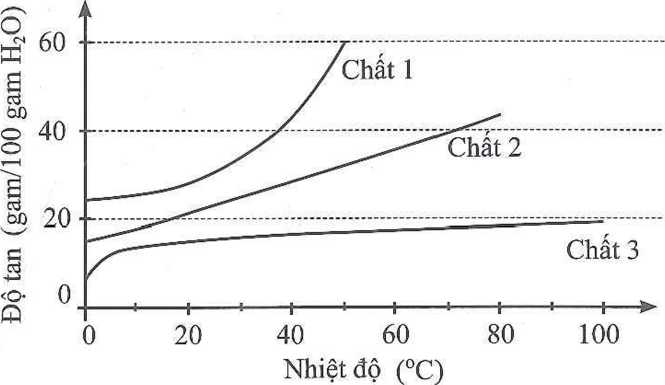 Độ tan (gam/100 gam H₂O)
60
40
20
0
Chất 1
Chất 2
Chất 3
0 20 40 60 80 100
Nhiệt độ (ºC)